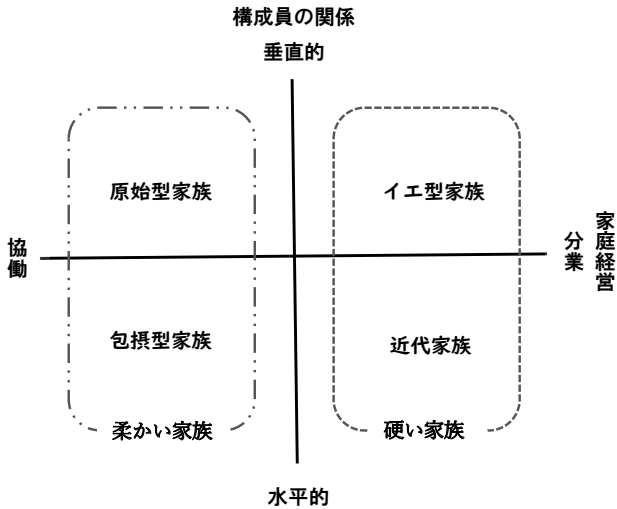 構成員の関係
垂直的
原始型家族
イエ型家族
協働
分業
家庭経営
包摂型家族
近代家族
柔かい家族
硬い家族
水平的